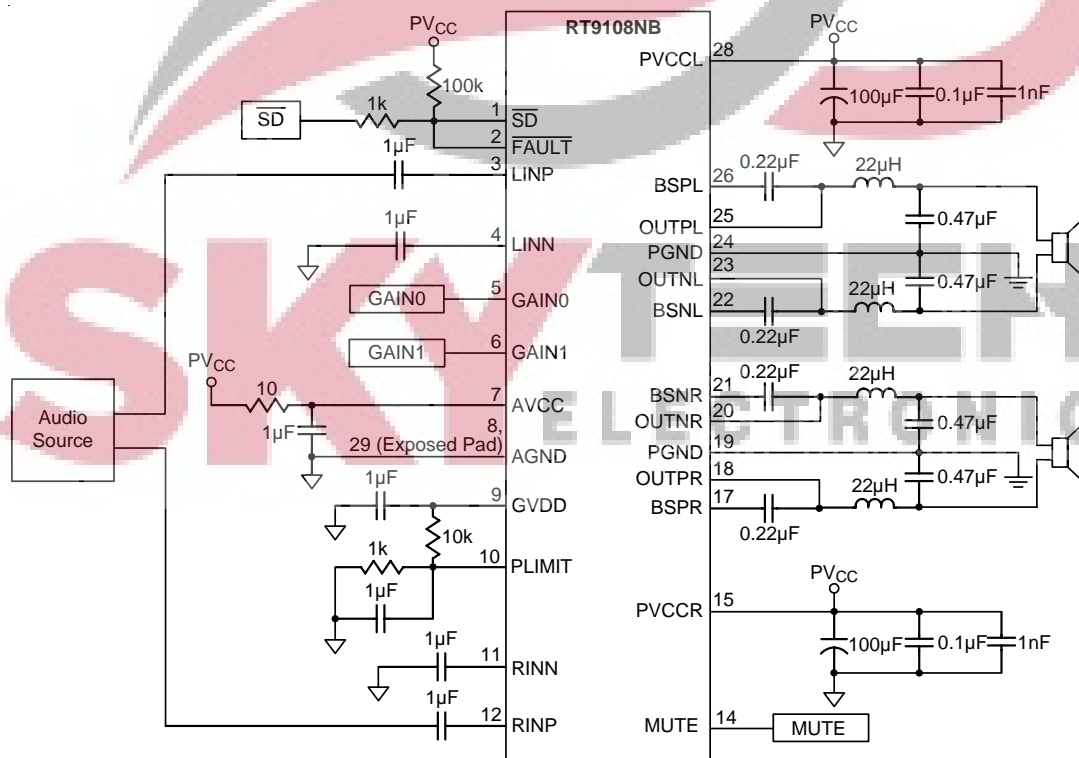 RT9108NB
PVCC
100k
1k
SD
1
SD
2
FAULT
1µF
3
LINP
1µF
4
LINN
GAIN0
5
GAIN0
GAIN1
6
GAIN1
PVCC
10
7
AVCC
1µF
8,
29 (Exposed Pad)
AGND
Audio
Source
1µF
9
GVDD
10k
1k
10
PLIMIT
1µF
1µF
11
RINN
1µF
12
RINP
PVCC
PVCCL
28
100µF
0.1µF
1nF
0.22µF
22µH
BSPL
26
OUTPL
25
0.47µF
PGND
24
OUTNL
23
0.47µF
22µH
BSNL
22
0.22µF
0.22µF
22µH
BSNR
21
OUTNR
20
0.47µF
PGND
19
OUTPR
18
0.47µF
22µH
BSPR
17
0.22µF
PVCC
PVCCR
15
100µF
0.1µF
1nF
MUTE
14
MUTE
SKYTECH
ELECTRONIC